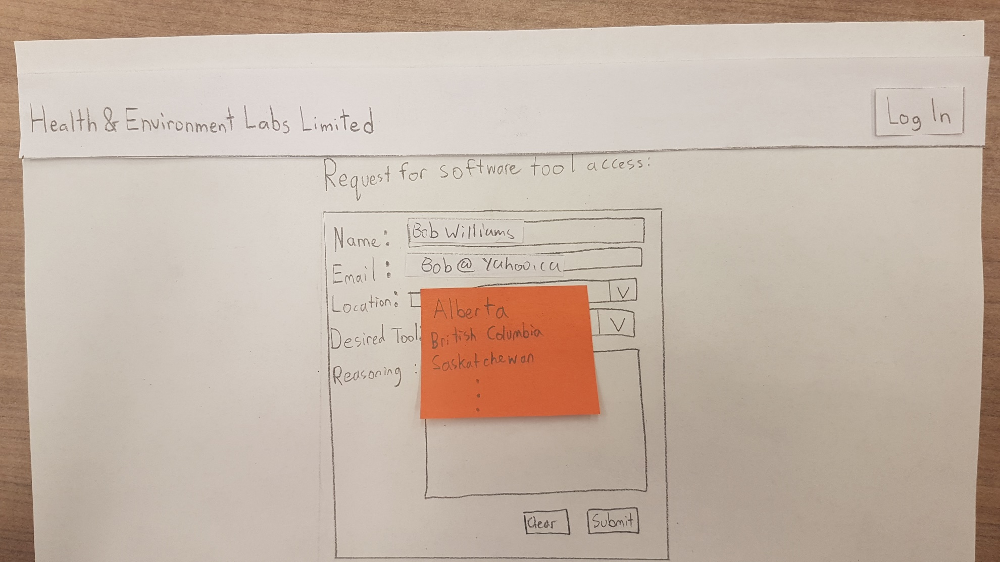 Health & Environment Labs Limited
Log In
Request for software tool access:
Name: Bob Williams
Email: Bob@Yahoo.ca
Location: V
Alberta
British Columbia
Saskatchewan
Desired Tool: V
Reasoning :
Clear Submit